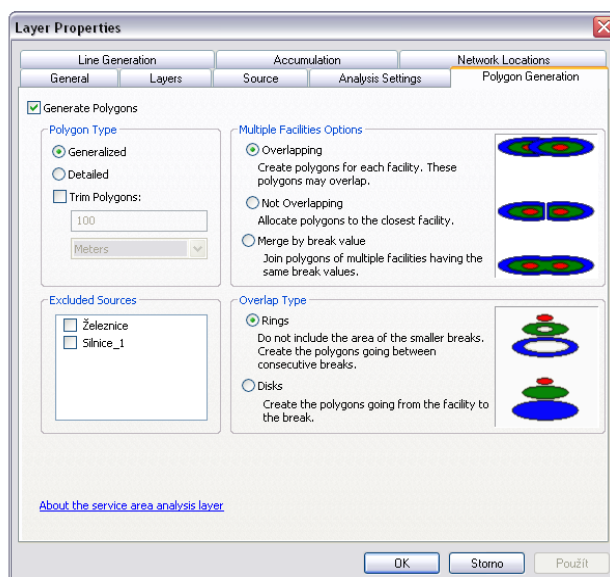 Layer Properties
Line Generation
Accumulation
Network Locations
General
Layers
Source
Analysis Settings
Polygon Generation
Generate Polygons
Polygon Type
Generalized
Detailed
Trim Polygons:
100
Meters
Multiple Facilities Options
Overlapping
Create polygons for each facility. These
polygons may overlap.
Not Overlapping
Allocate polygons to the closest facility.
Merge by break value
Join polygons of multiple facilities having the
same break values.
Excluded Sources
Železnice
Silnice_1
Overlap Type
Rings
Do not include the area of the smaller breaks.
Create the polygons going between
consecutive breaks.
Disks
Create the polygons going from the facility to
the break.
About the service area analysis layer
OK
Storno
Použít